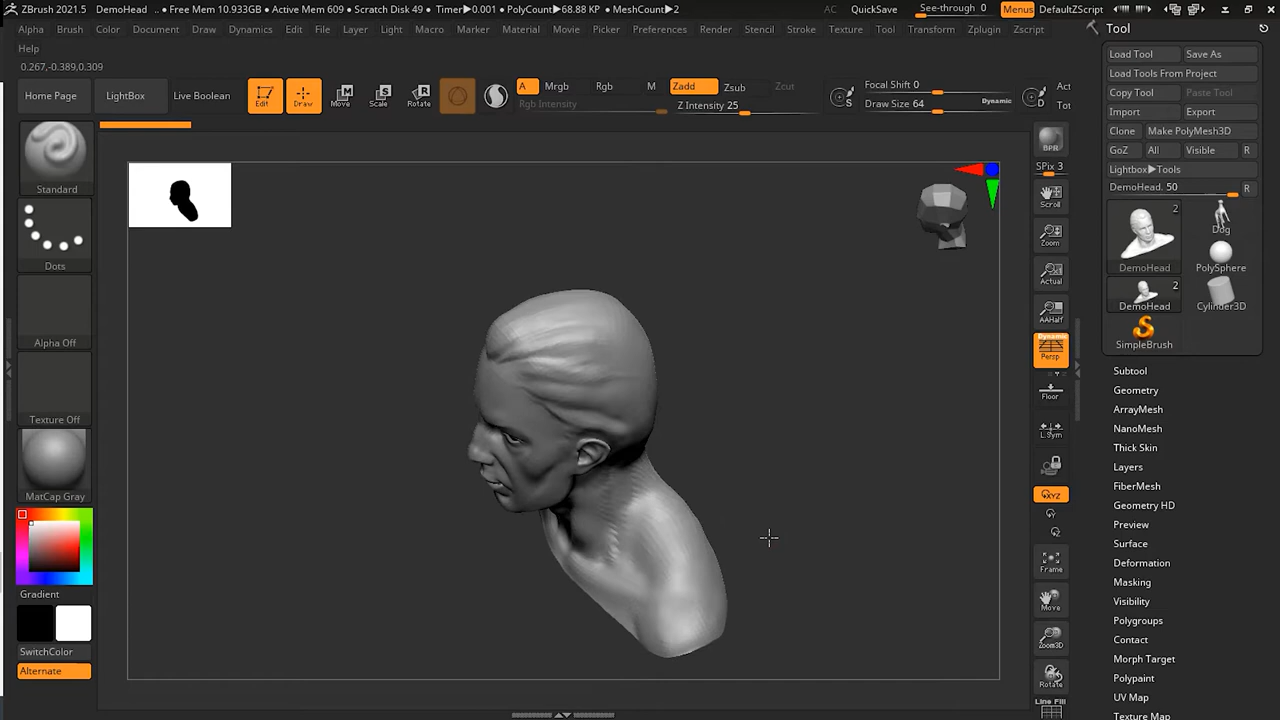 ZBrush 2021.5 DemoHead .. • Free Mem 10.933GB • Active Mem 609 • Scratch Disk 49 • Timer▶0.001 • PolyCount▶68.88 KP • MeshCount▶2 AC QuickSave See-through 0 Menus DefaultZScript
Alpha Brush Color Document Draw Dynamics Edit File Layer Light Macro Marker Material Movie Picker Preferences Render Stencil Stroke Texture Tool Transform Zplugin Zscript
Help
0.267,-0.389,0.309
Home Page LightBox Live Boolean
Edit Draw Move Scale Rotate
A Mrgb Rgb M Zadd Zsub Zcut
Rgb Intensity Z Intensity 25
Focal Shift 0
Draw Size 64 Dynamic
S D
Act
Tot
Standard
Dots
Alpha Off
Texture Off
MatCap Gray
Gradient
SwitchColor
Alternate
BPR
SPix 3
Scroll
Zoom
Actual
AAHalf
Dynamic
Persp
Floor
L.Sym
XYZ
Y
Z
Frame
Move
Zoom3D
Rotate
Line Fill
Tool
Load Tool Save As
Load Tools From Project
Copy Tool Paste Tool
Import Export
Clone Make PolyMesh3D
GoZ All Visible R
Lightbox▶Tools
DemoHead. 50 R
2
DemoHead Dog
PolySphere
2
DemoHead Cylinder3D
SimpleBrush
Subtool
Geometry
ArrayMesh
NanoMesh
Thick Skin
Layers
FiberMesh
Geometry HD
Preview
Surface
Deformation
Masking
Visibility
Polygroups
Contact
Morph Target
Polypaint
UV Map
Texture Map